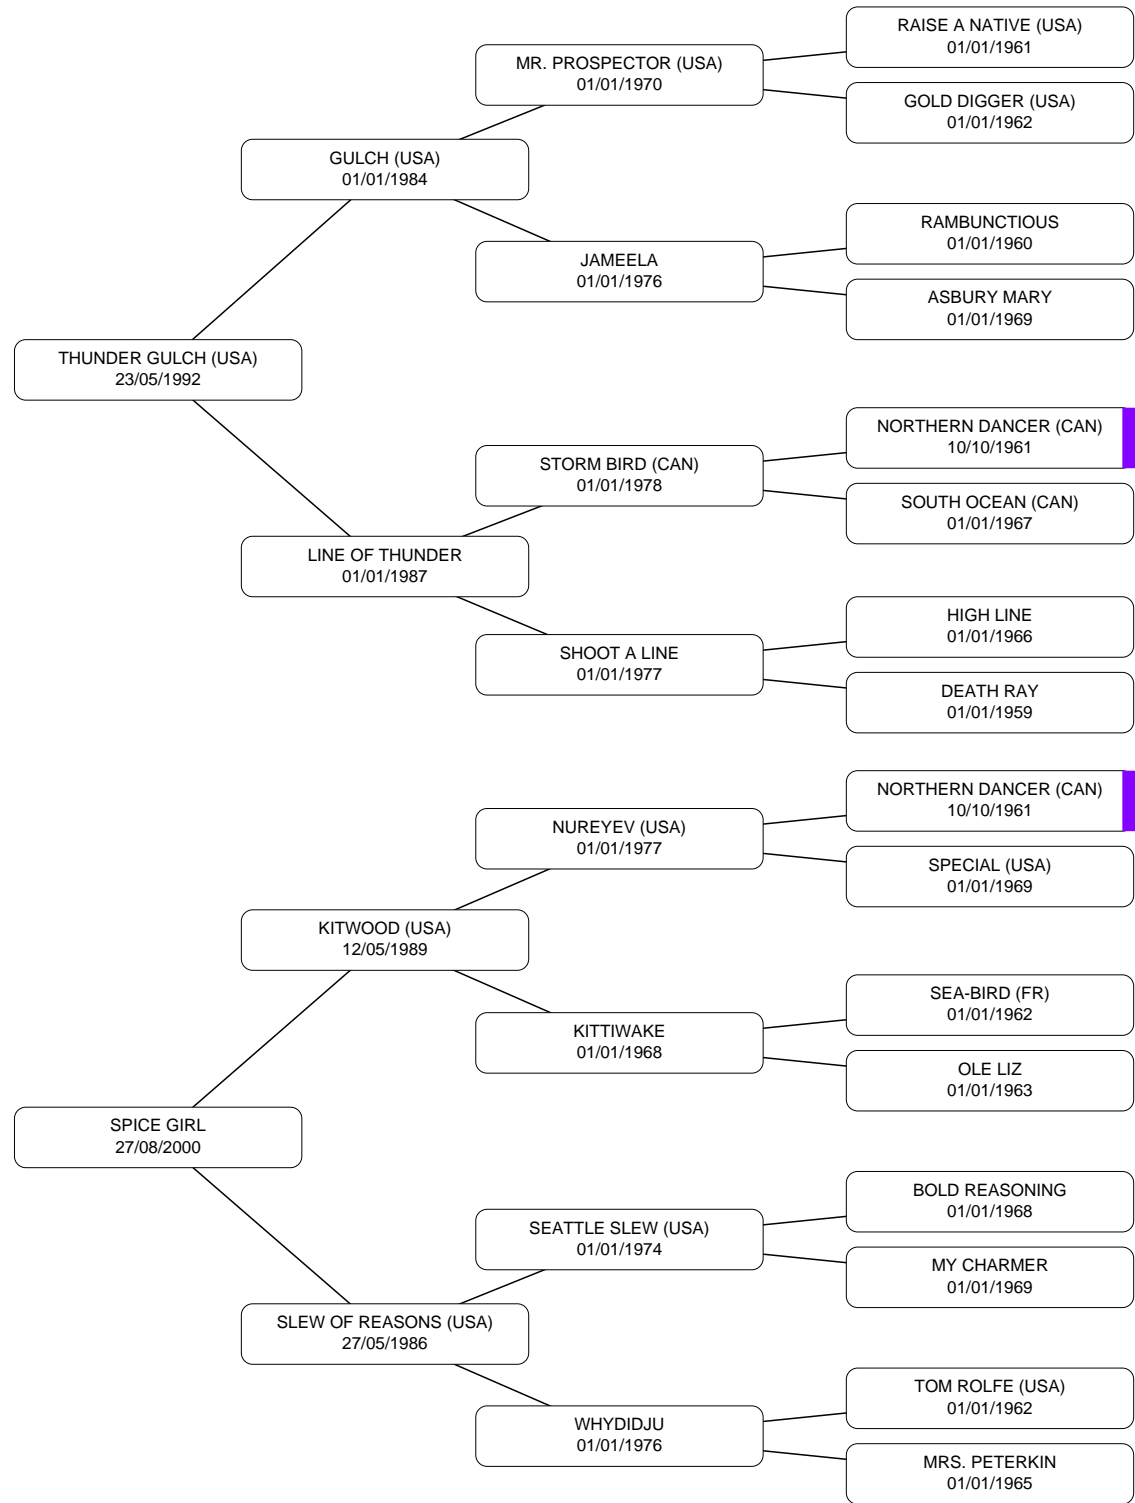 RAISE A NATIVE (USA)
01/01/1961
MR. PROSPECTOR (USA)
01/01/1970
GOLD DIGGER (USA)
01/01/1962
GULCH (USA)
01/01/1984
RAMBUNCTIOUS
01/01/1960
JAMEELA
01/01/1976
ASBURY MARY
01/01/1969
THUNDER GULCH (USA)
23/05/1992
NORTHERN DANCER (CAN)
10/10/1961
STORM BIRD (CAN)
01/01/1978
SOUTH OCEAN (CAN)
01/01/1967
LINE OF THUNDER
01/01/1987
HIGH LINE
01/01/1966
SHOOT A LINE
01/01/1977
DEATH RAY
01/01/1959
NORTHERN DANCER (CAN)
10/10/1961
NUREYEV (USA)
01/01/1977
SPECIAL (USA)
01/01/1969
KITWOOD (USA)
12/05/1989
SEA-BIRD (FR)
01/01/1962
KITTIWAKE
01/01/1968
OLE LIZ
01/01/1963
SPICE GIRL
27/08/2000
BOLD REASONING
01/01/1968
SEATTLE SLEW (USA)
01/01/1974
MY CHARMER
01/01/1969
SLEW OF REASONS (USA)
27/05/1986
TOM ROLFE (USA)
01/01/1962
WHYDIDJU
01/01/1976
MRS. PETERKIN
01/01/1965